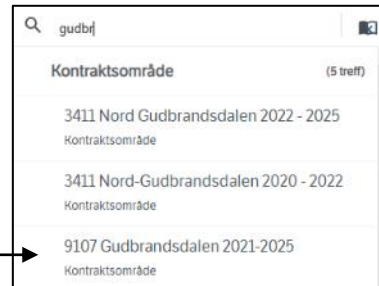 gudbr
Kontraktsområde (5 treff)
3411 Nord Gudbrandsdalen 2022 - 2025
Kontraktsområde
3411 Nord-Gudbrandsdalen 2020 - 2022
Kontraktsområde
9107 Gudbrandsdalen 2021-2025
Kontraktsområde